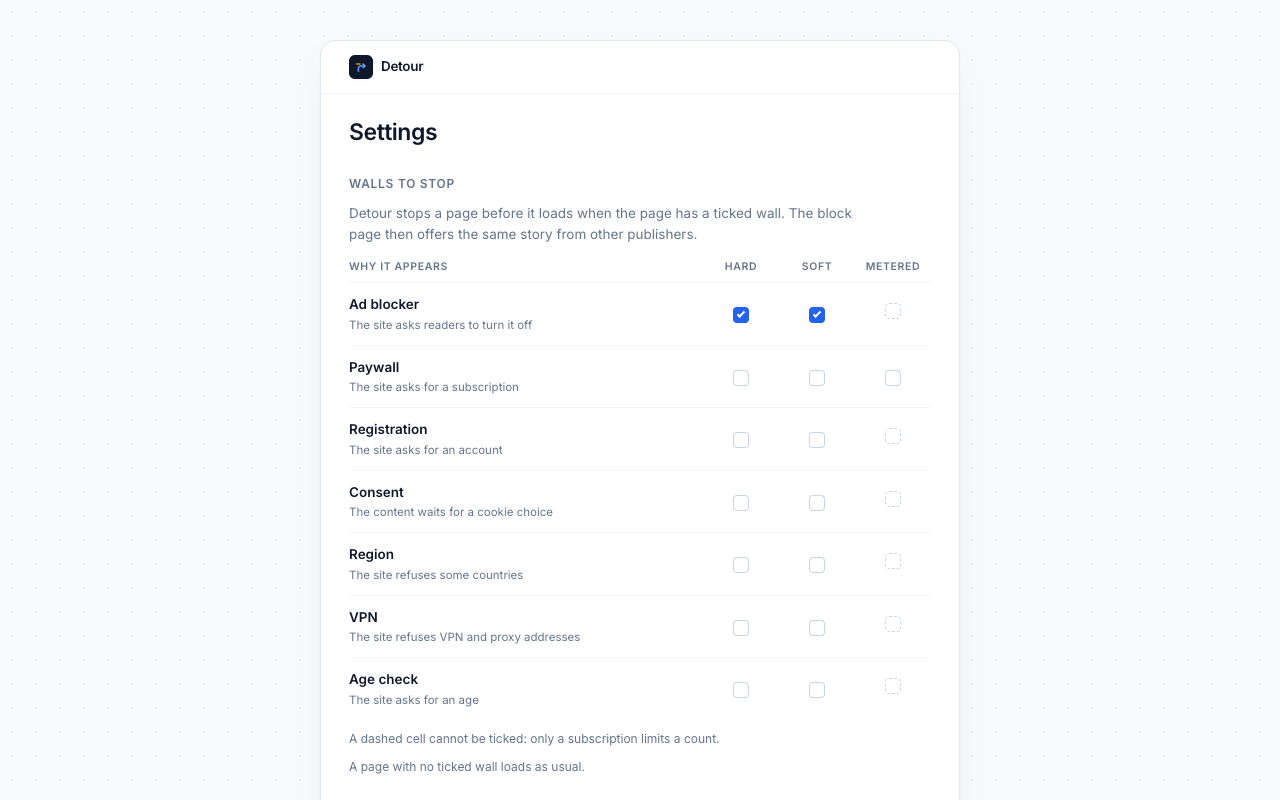 Detour
Settings
WALLS TO STOP
Detour stops a page before it loads when the page has a ticked wall. The block
page then offers the same story from other publishers.
WHY IT APPEARS HARD SOFT METERED
Ad blocker
The site asks readers to turn it off
Paywall
The site asks for a subscription
Registration
The site asks for an account
Consent
The content waits for a cookie choice
Region
The site refuses some countries
VPN
The site refuses VPN and proxy addresses
Age check
The site asks for an age
A dashed cell cannot be ticked: only a subscription limits a count.
A page with no ticked wall loads as usual.